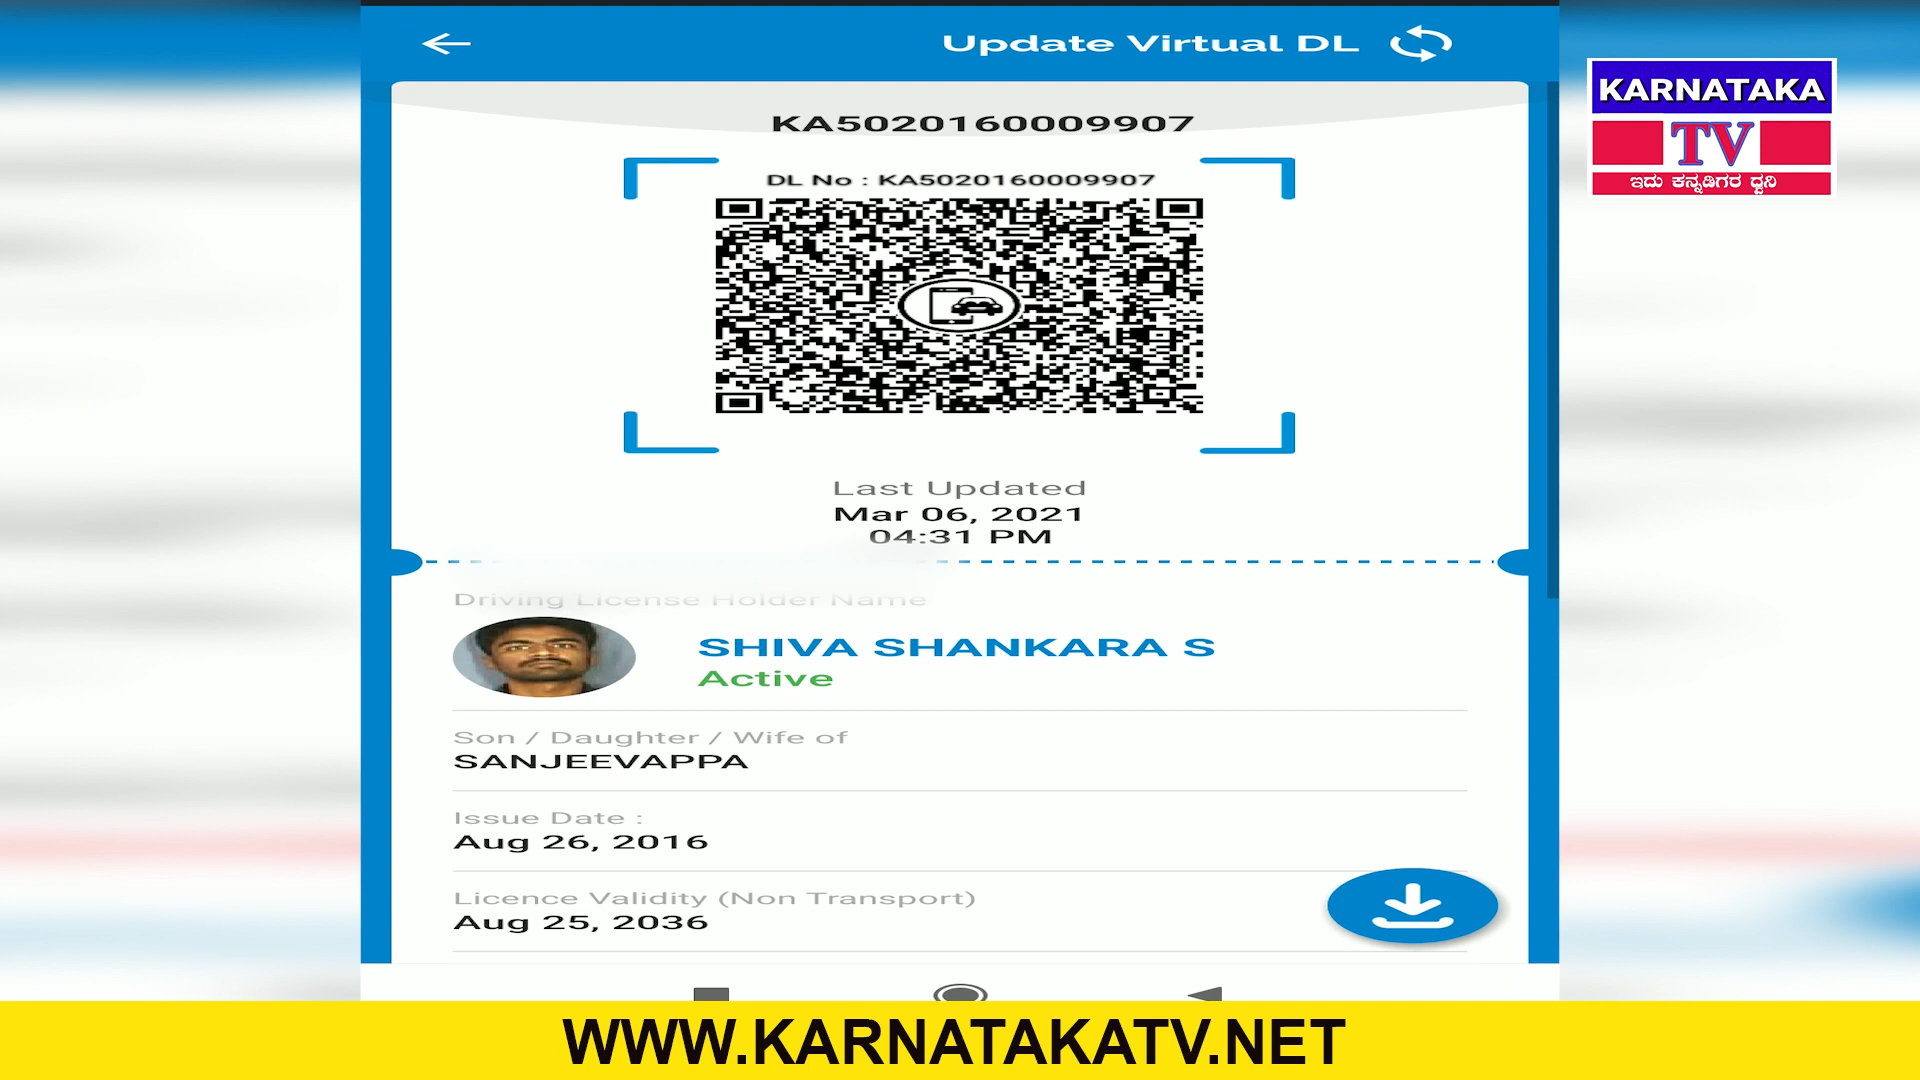 Update Virtual DL
KARNATAKA
TV
ಇದು ಕನ್ನಡಿಗರ ಧ್ವನಿ
KA5020160009907
DL No : KA5020160009907
Last Updated
Mar 06, 2021
04:31 PM
Driving License Holder Name
SHIVA SHANKARA S
Active
Son / Daughter / Wife of
SANJEEVAPPA
Issue Date :
Aug 26, 2016
Licence Validity (Non Transport)
Aug 25, 2036
WWW.KARNATAKATV.NET